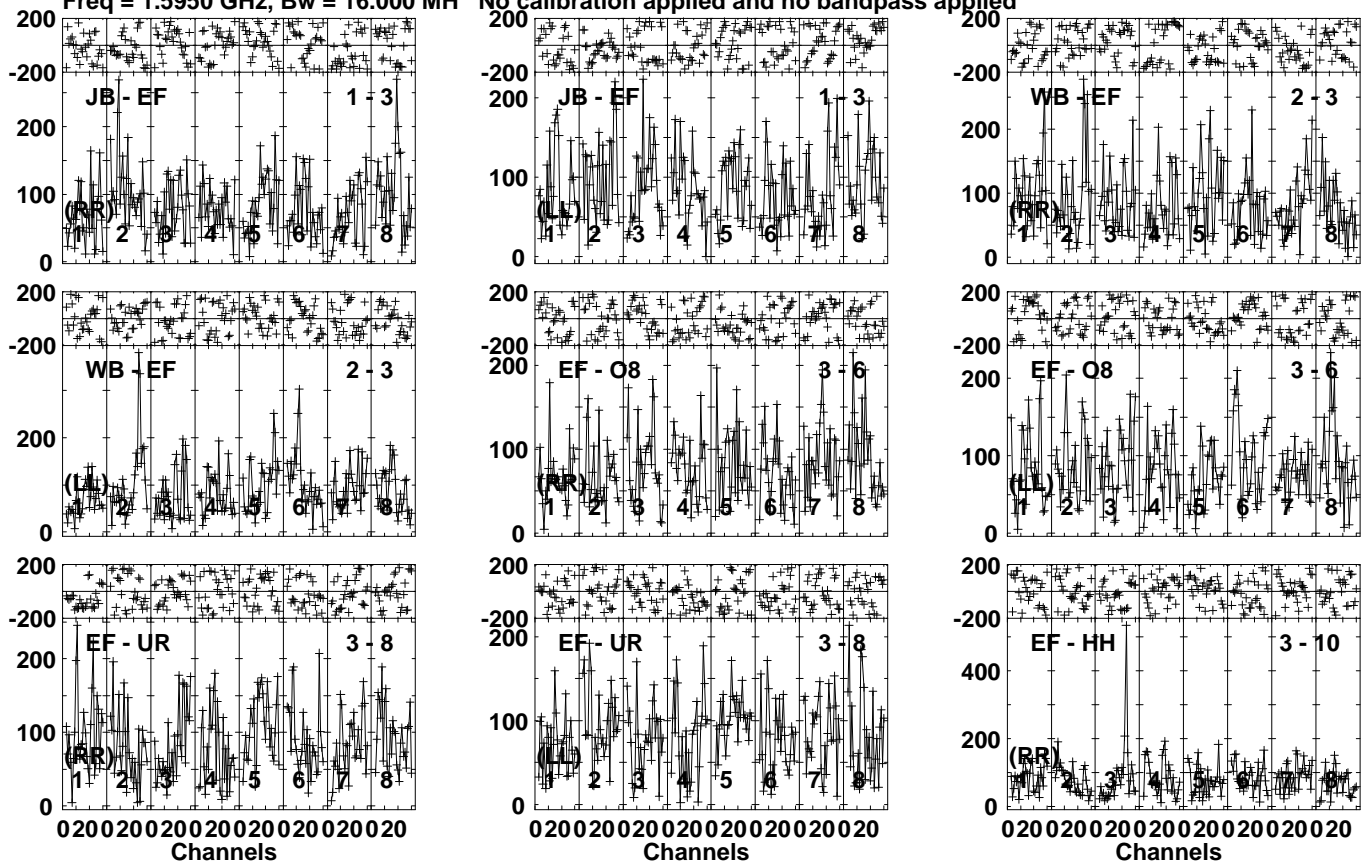 Freq = 1.5950 GHz, Bw = 16.000 MH No calibration applied and no bandpass applied
200
-200
JB - EF 1 - 3
200
100
(RR)
1 2 3 4 5 6 7 8
0
200
-200
JB - EF 1 - 3
200
100
(LL)
1 2 3 4 5 6 7 8
0
200
-200
WB - EF 2 - 3
200
100
(RR)
1 2 3 4 5 6 7 8
0
200
-200
WB - EF 2 - 3
200
(LL)
1 2 3 4 5 6 7 8
0
200
-200
EF - O8 3 - 6
200
100
(RR)
1 2 3 4 5 6 7 8
0
200
-200
EF - O8 3 - 6
200
100
(LL)
1 2 3 4 5 6 7 8
0
200
-200
EF - UR 3 - 8
200
100
(RR)
1 2 3 4 5 6 7 8
0
0 20 0 20 0 20 0 20 0 20 0 20 0 20 0 20
Channels
200
-200
EF - UR 3 - 8
200
100
(LL)
1 2 3 4 5 6 7 8
0
0 20 0 20 0 20 0 20 0 20 0 20 0 20 0 20
Channels
200
-200
EF - HH 3 - 10
400
200
(RR)
1 2 3 4 5 6 7 8
0
0 20 0 20 0 20 0 20 0 20 0 20 0 20 0 20
Channels